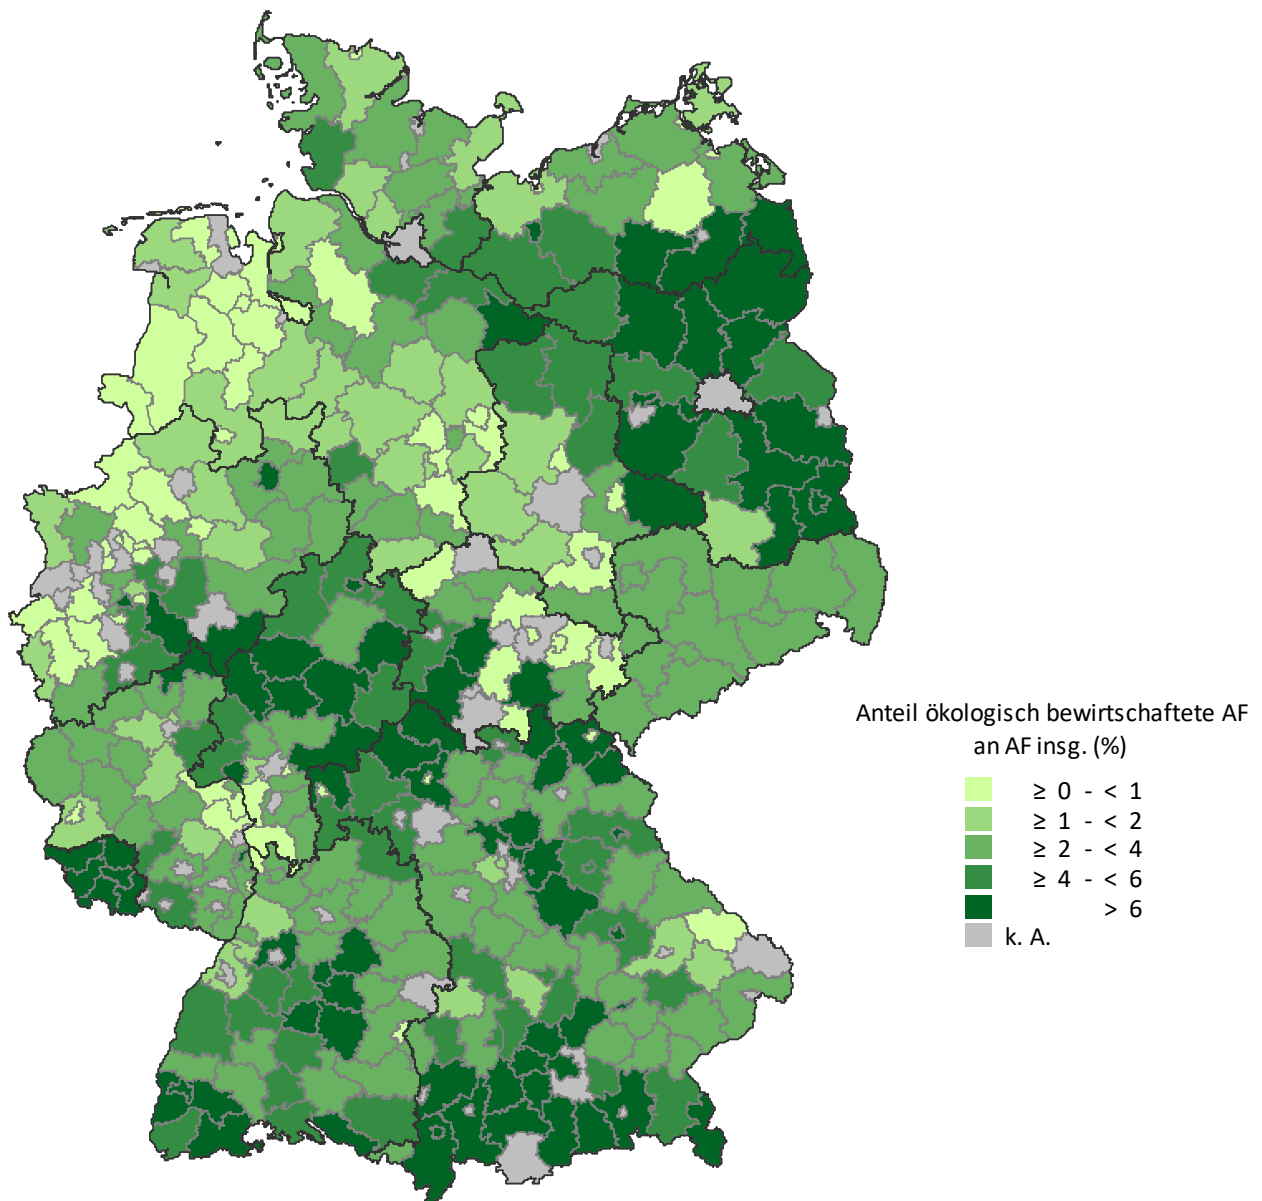 Anteil ökologisch bewirtschaftete AF
an AF insg. (%)
≥ 0 - < 1
≥ 1 - < 2
≥ 2 - < 4
≥ 4 - < 6
> 6
k. A.